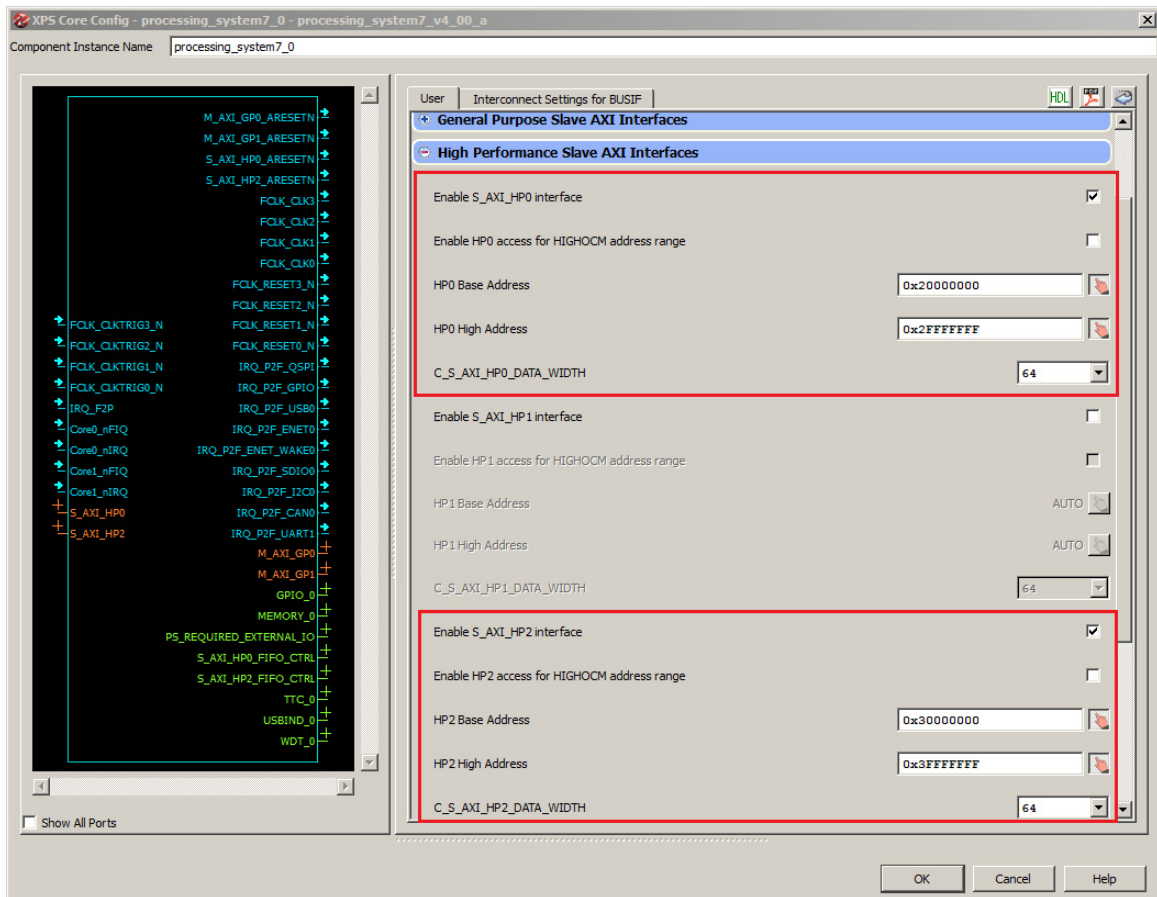 XPS Core Config - processing_system7_0 - processing_system7_v4_00_a
Component Instance Name processing_system7_0
M_AXI_GP0_ARESETN
M_AXI_GP1_ARESETN
S_AXI_HP0_ARESETN
S_AXI_HP2_ARESETN
FCLK_CLK3
FCLK_CLK2
FCLK_CLK1
FCLK_CLK0
FCLK_RESET3_N
FCLK_RESET2_N
FCLK_CLKTRIG3_N FCLK_RESET1_N
FCLK_CLKTRIG2_N FCLK_RESET0_N
FCLK_CLKTRIG1_N IRQ_P2F_QSPI
FCLK_CLKTRIG0_N IRQ_P2F_GPIO
IRQ_F2P IRQ_P2F_USB0
Core0_nFIQ IRQ_P2F_ENET0
Core0_nIRQ IRQ_P2F_ENET_WAKE0
Core1_nFIQ IRQ_P2F_SDIO0
Core1_nIRQ IRQ_P2F_I2C0
S_AXI_HP0 IRQ_P2F_CAN0
S_AXI_HP2 IRQ_P2F_UART1
M_AXI_GP0
M_AXI_GP1
GPIO_0
MEMORY_0
PS_REQUIRED_EXTERNAL_IO
S_AXI_HP0_FIFO_CTRL
S_AXI_HP2_FIFO_CTRL
TTC_0
USBIND_0
WDT_0
Show All Ports
User Interconnect Settings for BUSIF HDL PDF
General Purpose Slave AXI Interfaces
High Performance Slave AXI Interfaces
Enable S_AXI_HP0 interface
Enable HP0 access for HIGHOCM address range
HP0 Base Address 0x20000000
HP0 High Address 0x2FFFFFFF
C_S_AXI_HP0_DATA_WIDTH 64
Enable S_AXI_HP1 interface
Enable HP1 access for HIGHOCM address range
HP1 Base Address AUTO
HP1 High Address AUTO
C_S_AXI_HP1_DATA_WIDTH 64
Enable S_AXI_HP2 interface
Enable HP2 access for HIGHOCM address range
HP2 Base Address 0x30000000
HP2 High Address 0x3FFFFFFF
C_S_AXI_HP2_DATA_WIDTH 64
OK Cancel Help